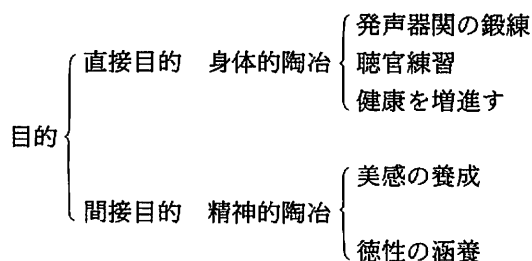 発声器関の鍛練
直接目的　身体的陶冶
聴官練習
健康を増進す
目的
美感の養成
間接目的　精神的陶冶
徳性の涵養